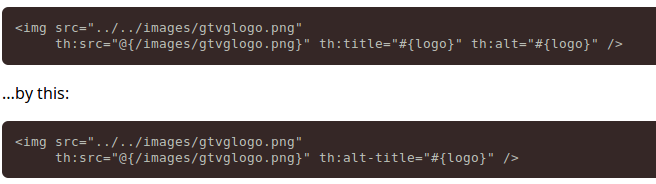 <img src="../../images/gtvglogo.png"
     th:src="@{/images/gtvglogo.png}" th:title="#{logo}" th:alt="#{logo}" />
...by this:
<img src="../../images/gtvglogo.png"
     th:src="@{/images/gtvglogo.png}" th:alt-title="#{logo}" />